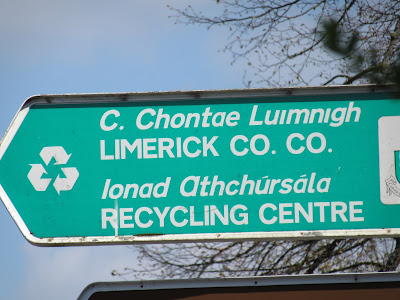 C. Chontae Luimnigh
LIMERICK CO. CO.
Ionad Athchúrsála
RECYCLING CENTRE